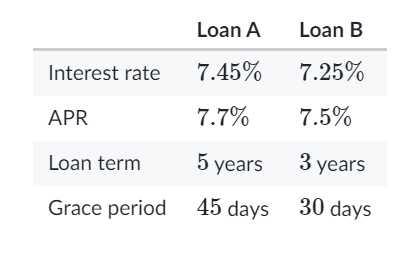 Loan A Loan B
Interest rate 7.45% 7.25%
APR 7.7% 7.5%
Loan term 5 years 3 years
Grace period 45 days 30 days